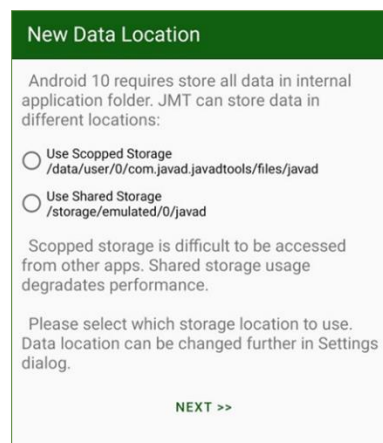 New Data Location
Android 10 requires store all data in internal
application folder. JMT can store data in
different locations:
Use Scopped Storage
/data/user/0/com.javad.javadtools/files/javad
Use Shared Storage
/storage/emulated/0/javad
Scopped storage is difficult to be accessed
from other apps. Shared storage usage
degradates performance.
Please select which storage location to use.
Data location can be changed further in Settings
dialog.
NEXT >>